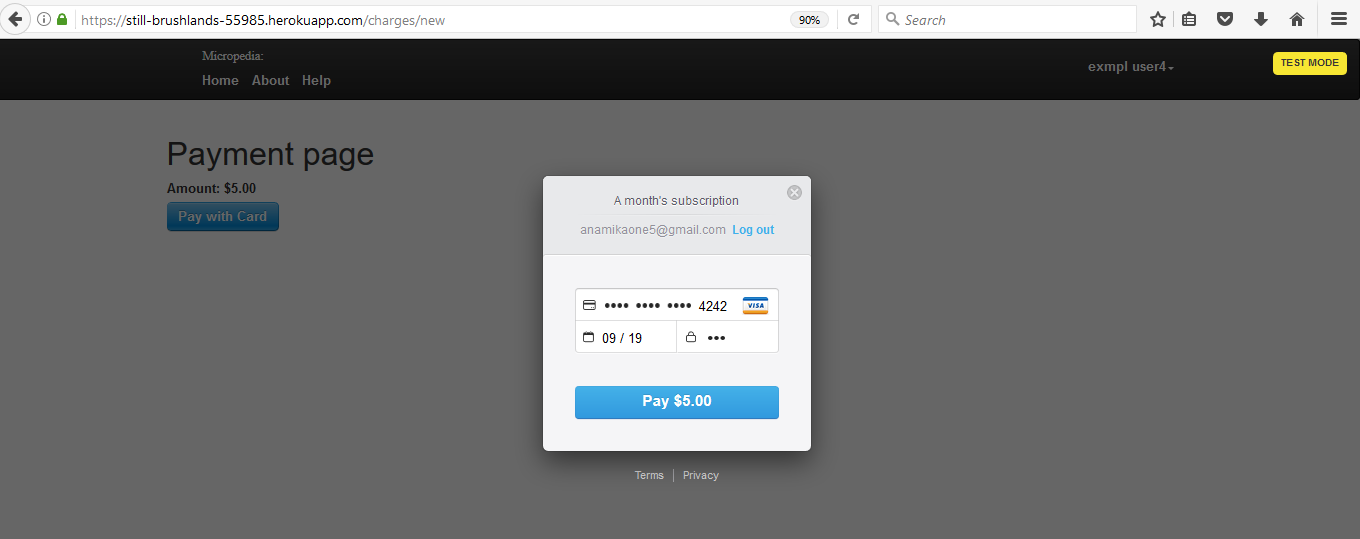 https://still-brushlands-55985.herokuapp.com/charges/new
90%
Search
Micropedia:
Home About Help
exmpl user4
TEST MODE
Payment page
Amount: $5.00
Pay with Card
A month's subscription
anamikaone5@gmail.com Log out
•••• •••• •••• 4242 VISA
09 / 19 •••
Pay $5.00
Terms | Privacy